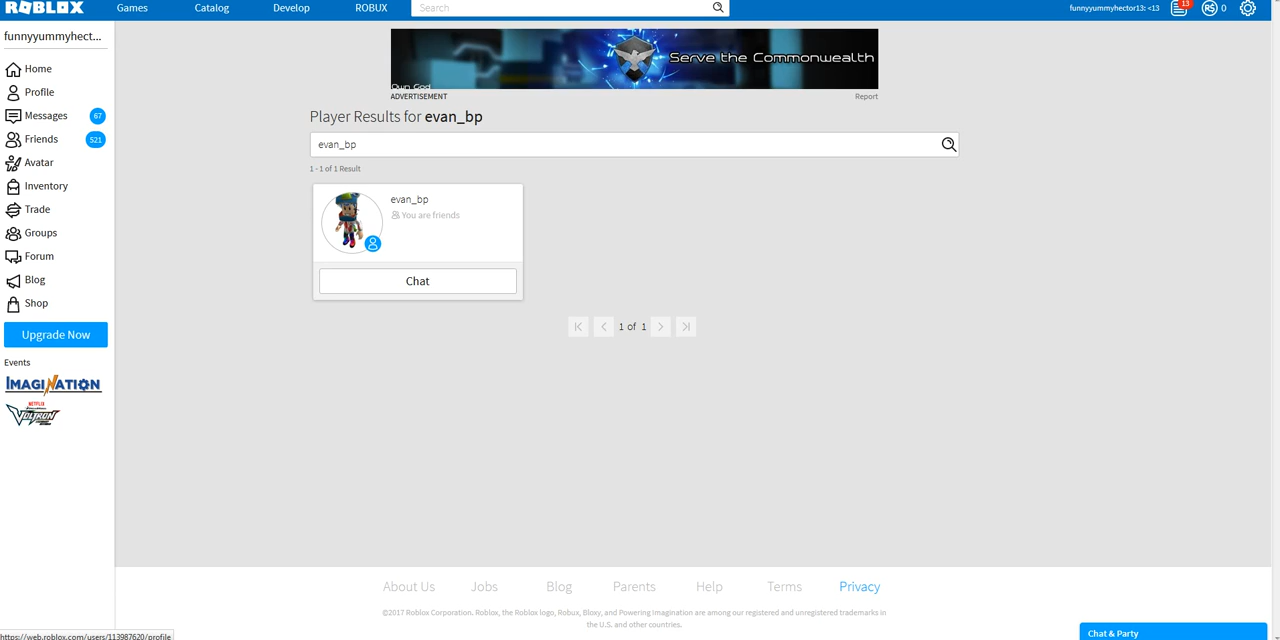 ROBLOX Games Catalog Develop ROBUX Search funnyyummyhector13: <13 13 R$ 0
funnyyummyhect...
Home
Profile
Messages 67
Friends 521
Avatar
Inventory
Trade
Groups
Forum
Blog
Shop
Upgrade Now
Events
IMAGINATION
NETFLIX
VOLTRON
Serve the Commonwealth
Own God
ADVERTISEMENT Report
Player Results for evan_bp
evan_bp
1 - 1 of 1 Result
evan_bp
You are friends
Chat
1 of 1
About Us Jobs Blog Parents Help Terms Privacy
©2017 Roblox Corporation. Roblox, the Roblox logo, Robux, Bloxy, and Powering Imagination are among our registered and unregistered trademarks in
the U.S. and other countries.
Chat & Party
https://web.roblox.com/users/113987620/profile